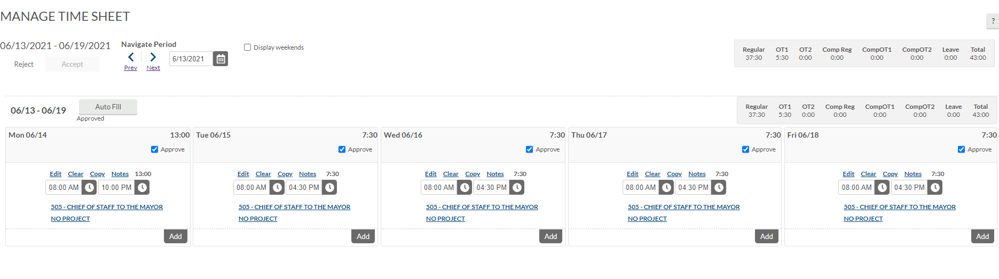 MANAGE TIME SHEET
?
06/13/2021 - 06/19/2021
Navigate Period
Display weekends
Reject
Accept
Prev
Next
6/13/2021
Regular OT1 OT2 Comp Reg CompOT1 CompOT2 Leave Total
37:30 5:30 0:00 0:00 0:00 0:00 0:00 43:00
06/13 - 06/19
Auto Fill
Approved
Regular OT1 OT2 Comp Reg CompOT1 CompOT2 Leave Total
37:30 5:30 0:00 0:00 0:00 0:00 0:00 43:00
Mon 06/14 13:00
Approve
Edit Clear Copy Notes 13:00
08:00 AM 10:00 PM
505 - CHIEF OF STAFF TO THE MAYOR
NO PROJECT
Add
Tue 06/15 7:30
Approve
Edit Clear Copy Notes 7:30
08:00 AM 04:30 PM
505 - CHIEF OF STAFF TO THE MAYOR
NO PROJECT
Add
Wed 06/16 7:30
Approve
Edit Clear Copy Notes 7:30
08:00 AM 04:30 PM
505 - CHIEF OF STAFF TO THE MAYOR
NO PROJECT
Add
Thu 06/17 7:30
Approve
Edit Clear Copy Notes 7:30
08:00 AM 04:30 PM
505 - CHIEF OF STAFF TO THE MAYOR
NO PROJECT
Add
Fri 06/18 7:30
Approve
Edit Clear Copy Notes 7:30
08:00 AM 04:30 PM
505 - CHIEF OF STAFF TO THE MAYOR
NO PROJECT
Add